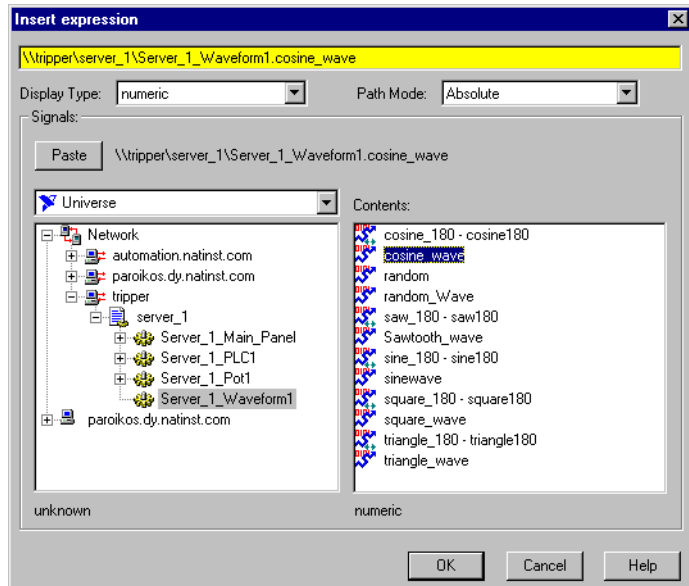 Insert expression
\\tripper\server_1\Server_1_Waveform1.cosine_wave
Display Type: numeric Path Mode: Absolute
Signals:
Paste \\tripper\server_1\Server_1_Waveform1.cosine_wave
Universe
Contents:
Network
automation.natinst.com
paroikos.dy.natinst.com
tripper
server_1
Server_1_Main_Panel
Server_1_PLC1
Server_1_Pot1
Server_1_Waveform1
paroikos.dy.natinst.com
cosine_180 - cosine180
cosine_wave
random
random_Wave
saw_180 - saw180
Sawtooth_wave
sine_180 - sine180
sinewave
square_180 - square180
square_wave
triangle_180 - triangle180
triangle_wave
unknown
numeric
OK Cancel Help